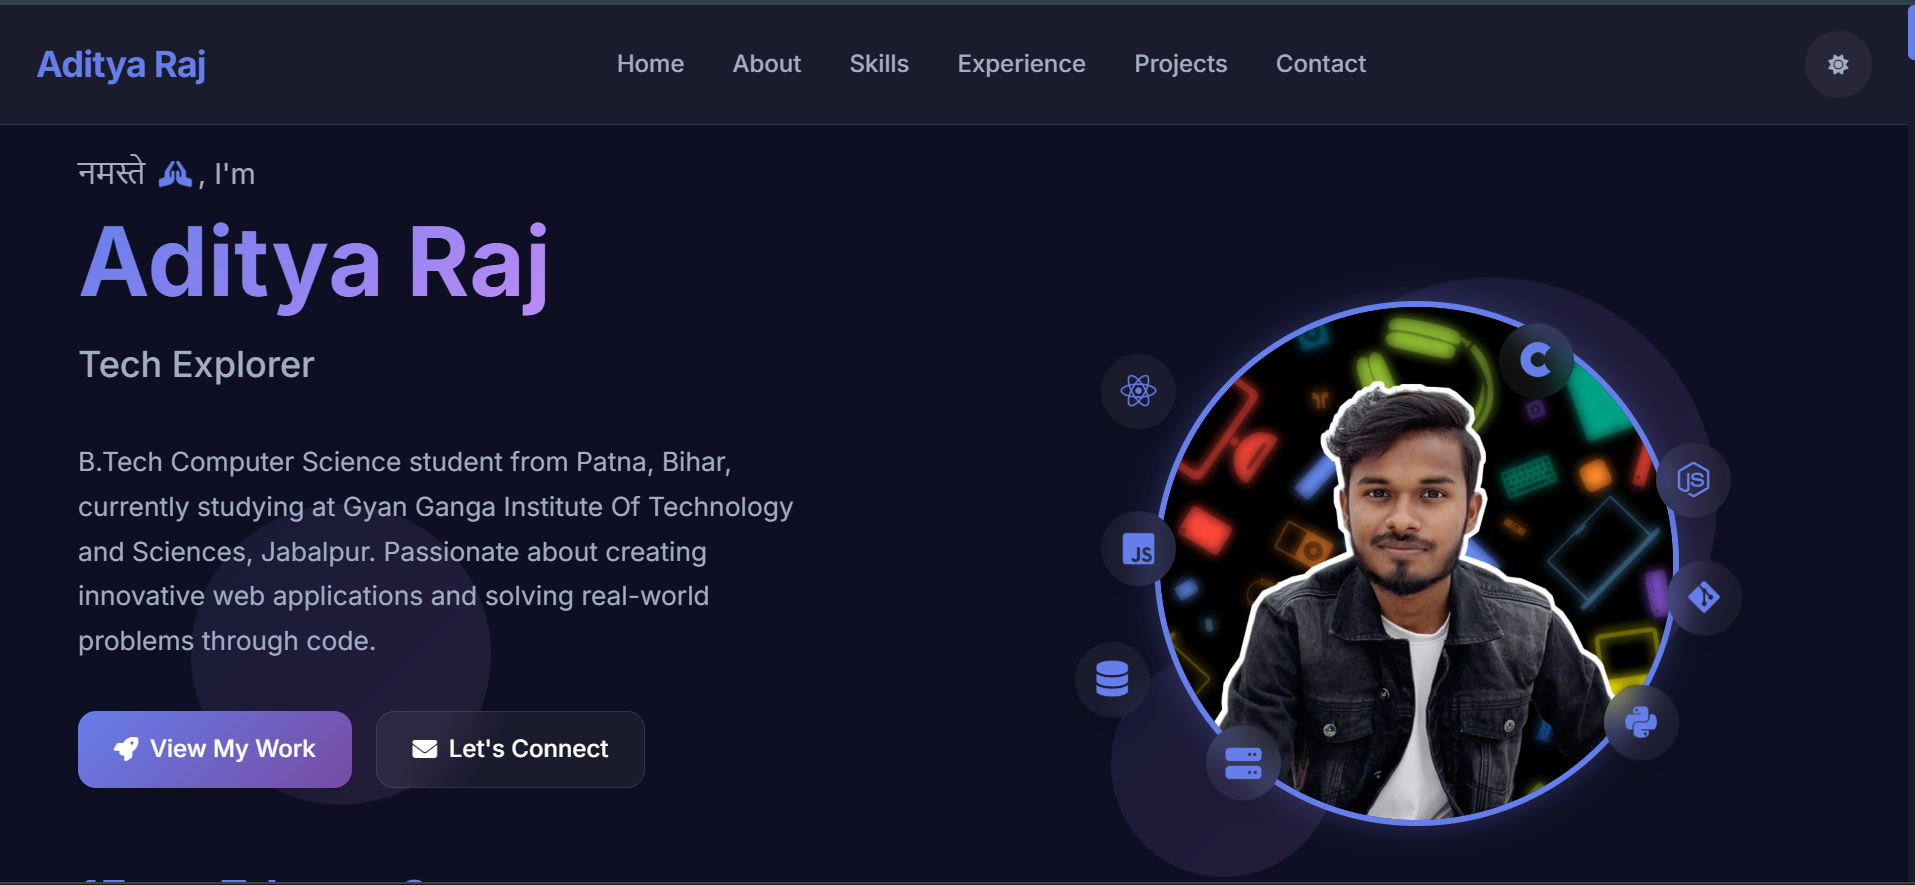 Aditya Raj
Home About Skills Experience Projects Contact
नमस्ते 🙏, I'm
Aditya Raj
Tech Explorer
B.Tech Computer Science student from Patna, Bihar,
currently studying at Gyan Ganga Institute Of Technology
and Sciences, Jabalpur. Passionate about creating
innovative web applications and solving real-world
problems through code.
View My Work
Let's Connect
JS
JS